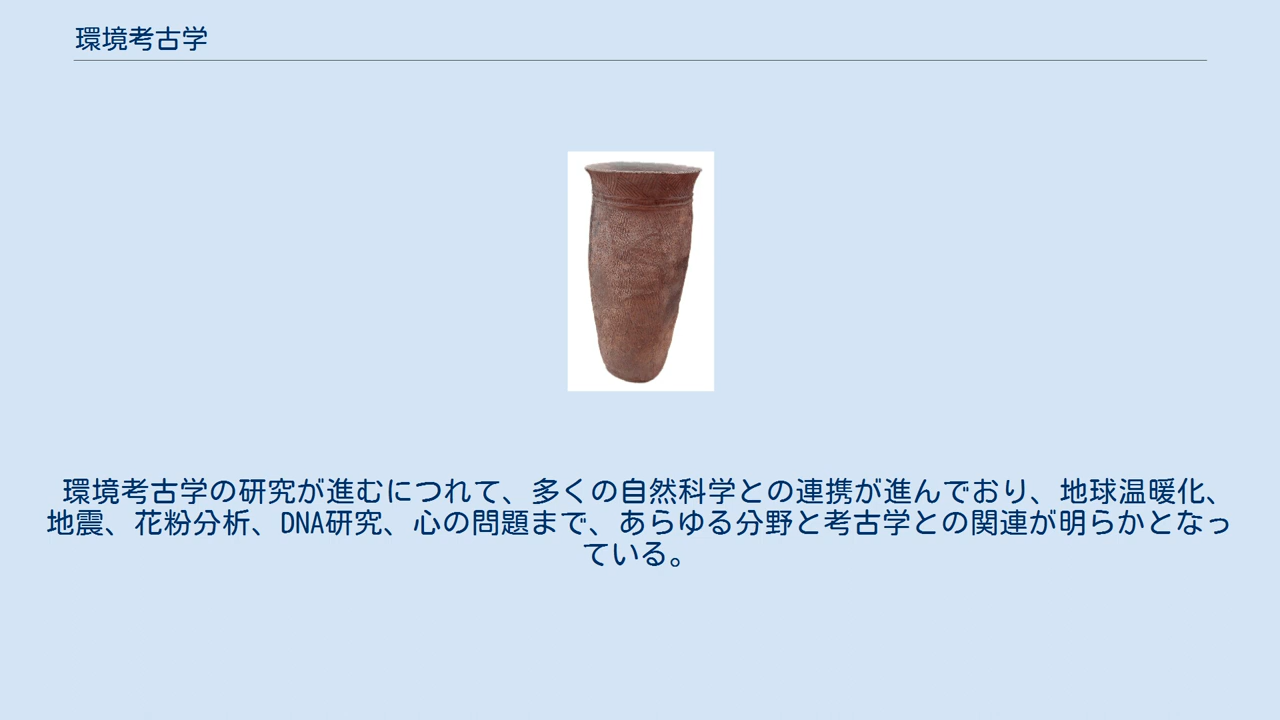 環境考古学
環境考古学の研究が進むにつれて、多くの自然科学との連携が進んでおり、地球温暖化、
地震、花粉分析、DNA研究、心の問題まで、あらゆる分野と考古学との関連が明らかとなっ
ている。